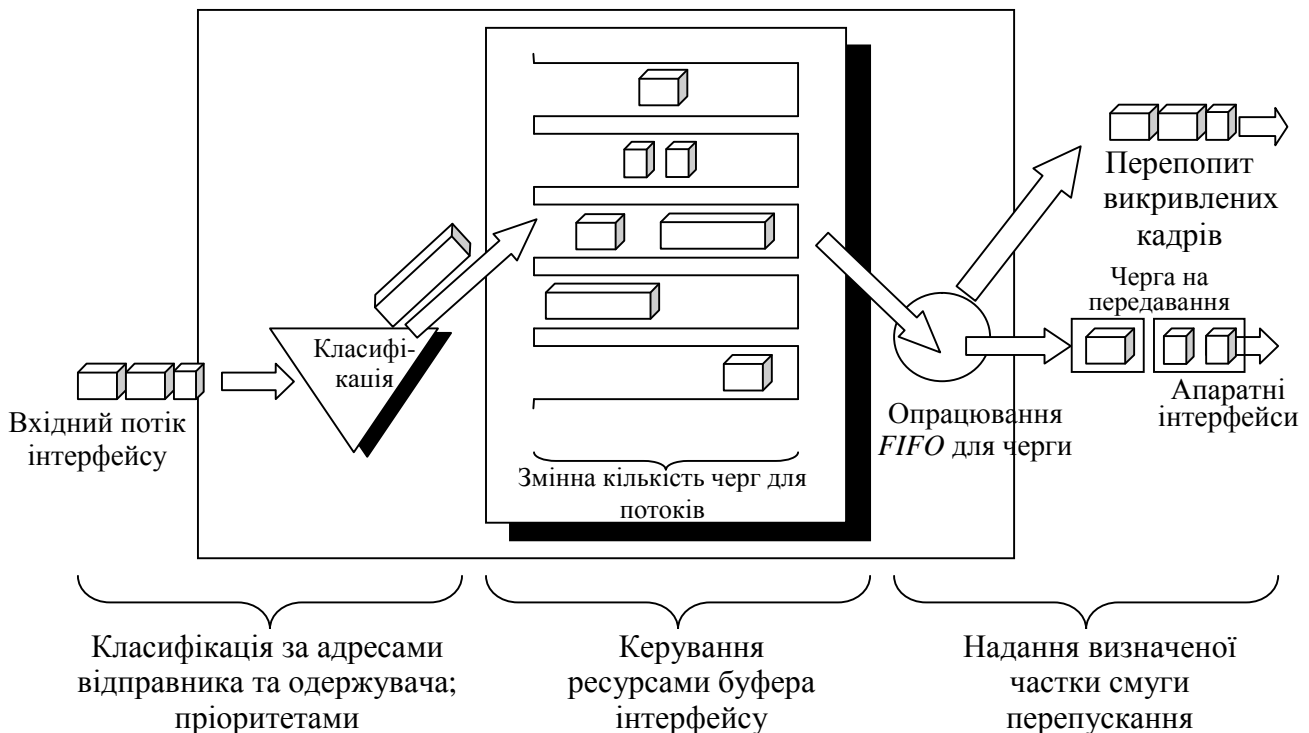 Перепопит
викривлених
кадрів
Черга на
передавання
Класифі-
кація
Вхідний потік
інтерфейсу
Апаратні
інтерфейси
Опрацювання
FIFO для черги
Змінна кількість черг для
потоків
Класифікація за адресами
відправника та одержувача;
пріоритетами
Керування
ресурсами буфера
інтерфейсу
Надання визначеної
частки смуги
перепускання